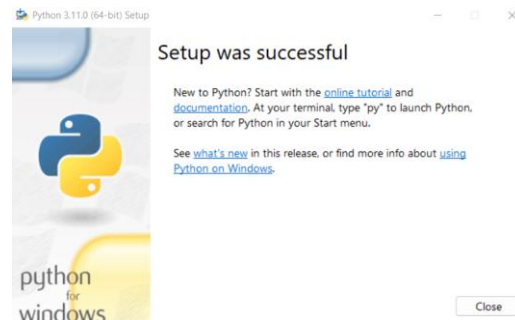 Python 3.11.0 (64-bit) Setup
Setup was successful
New to Python? Start with the online tutorial and
documentation. At your terminal, type "py" to launch Python,
or search for Python in your Start menu.
See what's new in this release, or find more info about using
Python on Windows.
python
for
windows
Close